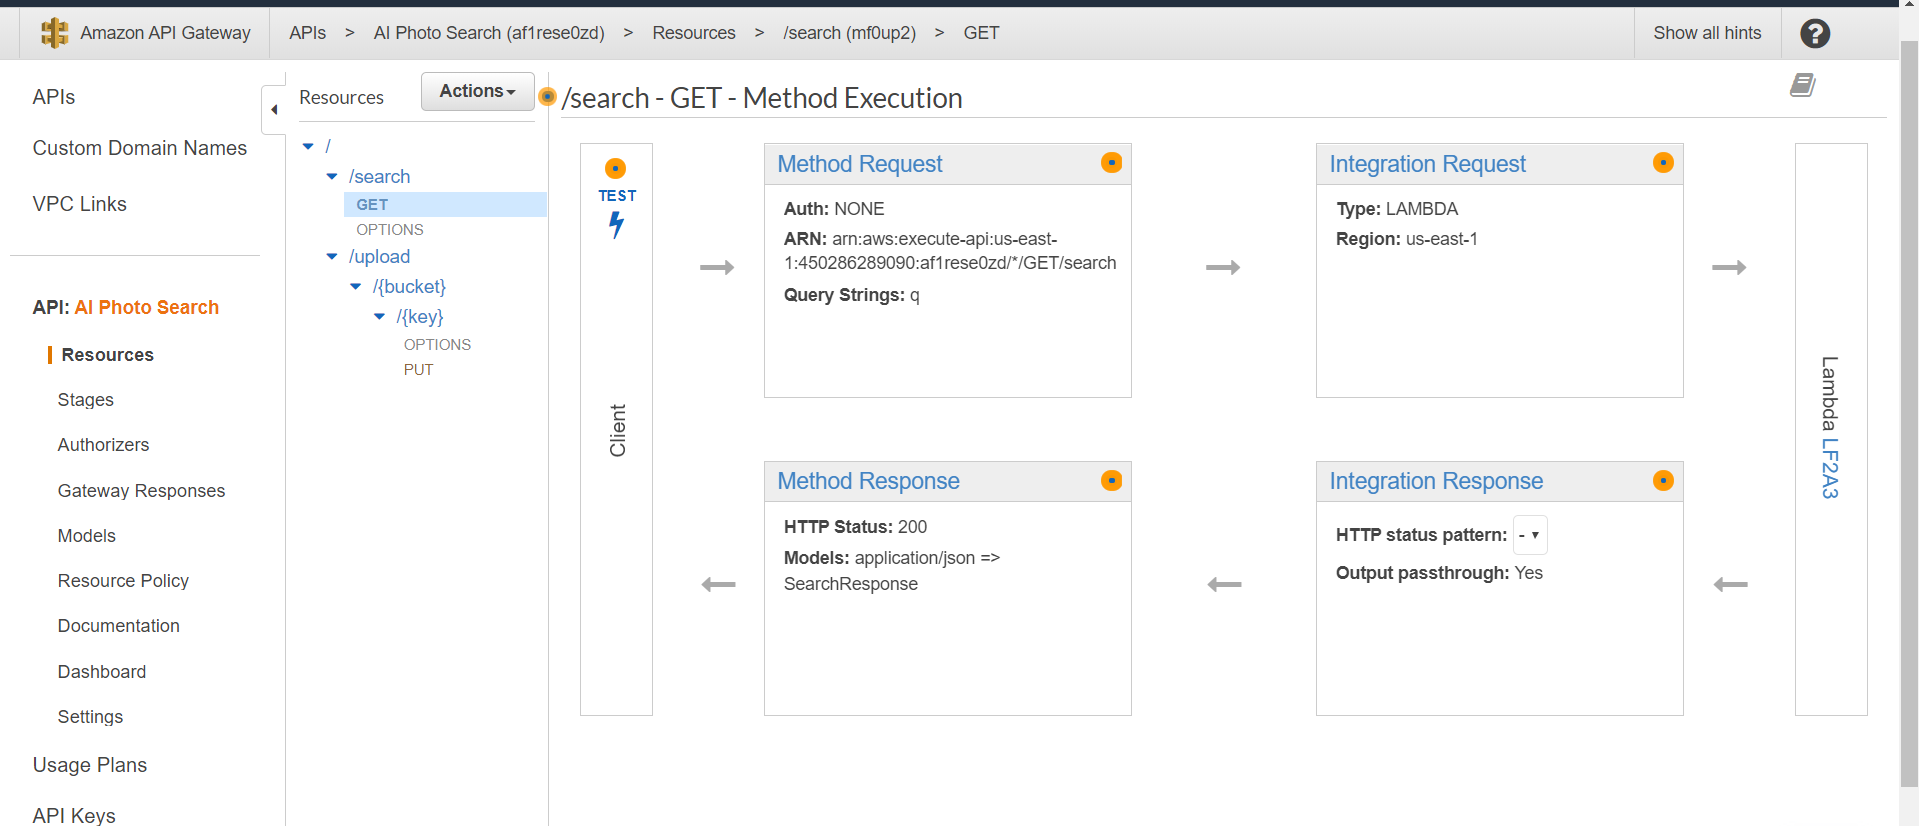 Amazon API Gateway
APIs > AI Photo Search (af1rese0zd) > Resources > /search (mf0up2) > GET
Show all hints
?
APIs
Custom Domain Names
VPC Links
API: AI Photo Search
Resources
Stages
Authorizers
Gateway Responses
Models
Resource Policy
Documentation
Dashboard
Settings
Usage Plans
API Keys
Resources
Actions
/
/search
GET
OPTIONS
/upload
/{bucket}
/{key}
OPTIONS
PUT
/search - GET - Method Execution
TEST
Client
Method Request
Auth: NONE
ARN: arn:aws:execute-api:us-east-
1:450286289090:af1rese0zd/*/GET/search
Query Strings: q
Integration Request
Type: LAMBDA
Region: us-east-1
Lambda LF2A3
Method Response
HTTP Status: 200
Models: application/json =>
SearchResponse
Integration Response
HTTP status pattern: -
Output passthrough: Yes